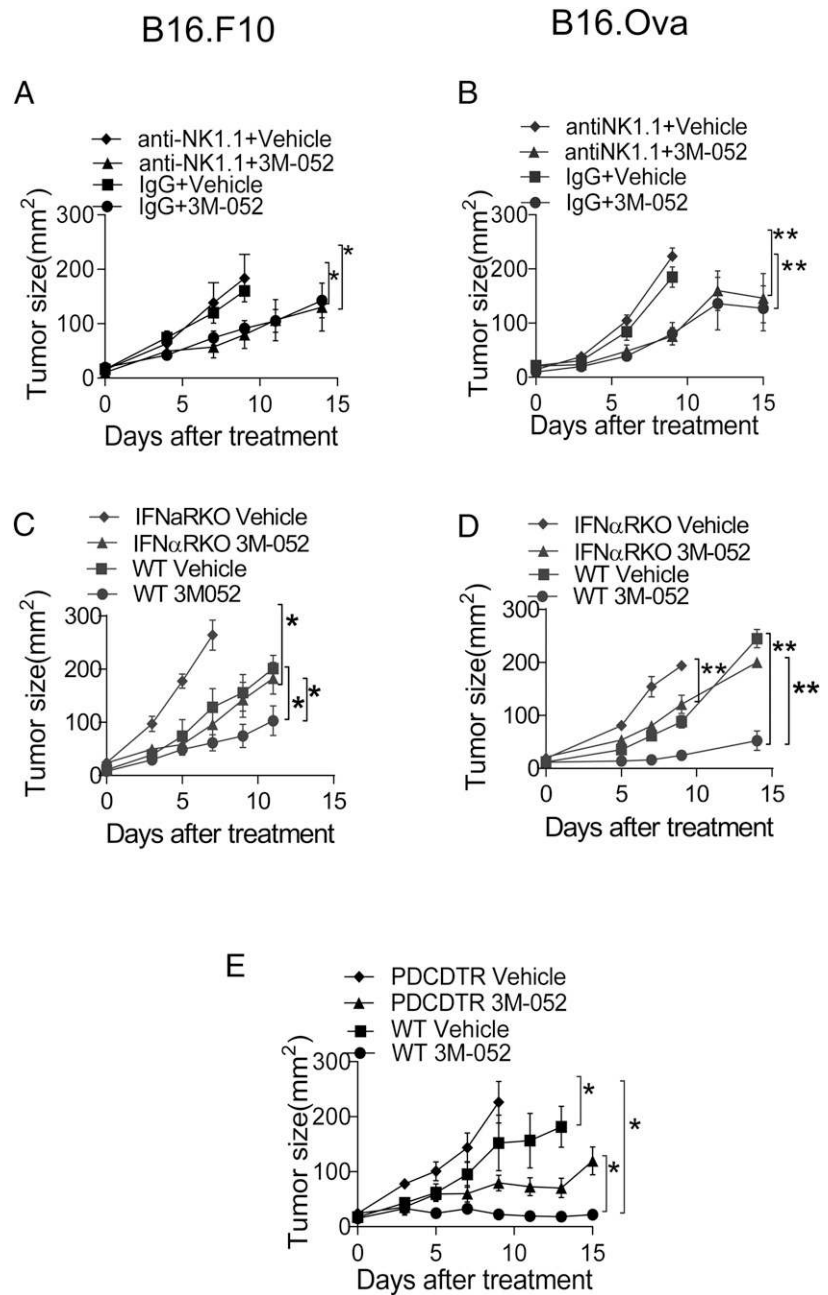 B16.F10
B16.Ova
A
anti-NK1.1+Vehicle
anti-NK1.1+3M-052
IgG+Vehicle
IgG+3M-052
300
200
100
0
Tumor size(mm²)
0 5 10 15
Days after treatment
*
*
B
antiNK1.1+Vehicle
antiNK1.1+3M-052
IgG+Vehicle
IgG+3M-052
300
200
100
0
Tumor size(mm²)
0 5 10 15
Days after treatment
**
**
C
IFNaRKO Vehicle
IFNαRKO 3M-052
WT Vehicle
WT 3M052
300
200
100
0
Tumor size(mm²)
0 5 10 15
Days after treatment
*
*
*
D
IFNαRKO Vehicle
IFNαRKO 3M-052
WT Vehicle
WT 3M-052
300
200
100
0
Tumor size(mm²)
0 5 10 15
Days after treatment
**
**
**
E
PDCDTR Vehicle
PDCDTR 3M-052
WT Vehicle
WT 3M-052
300
200
100
0
Tumor size(mm²)
0 5 10 15
Days after treatment
*
*
*